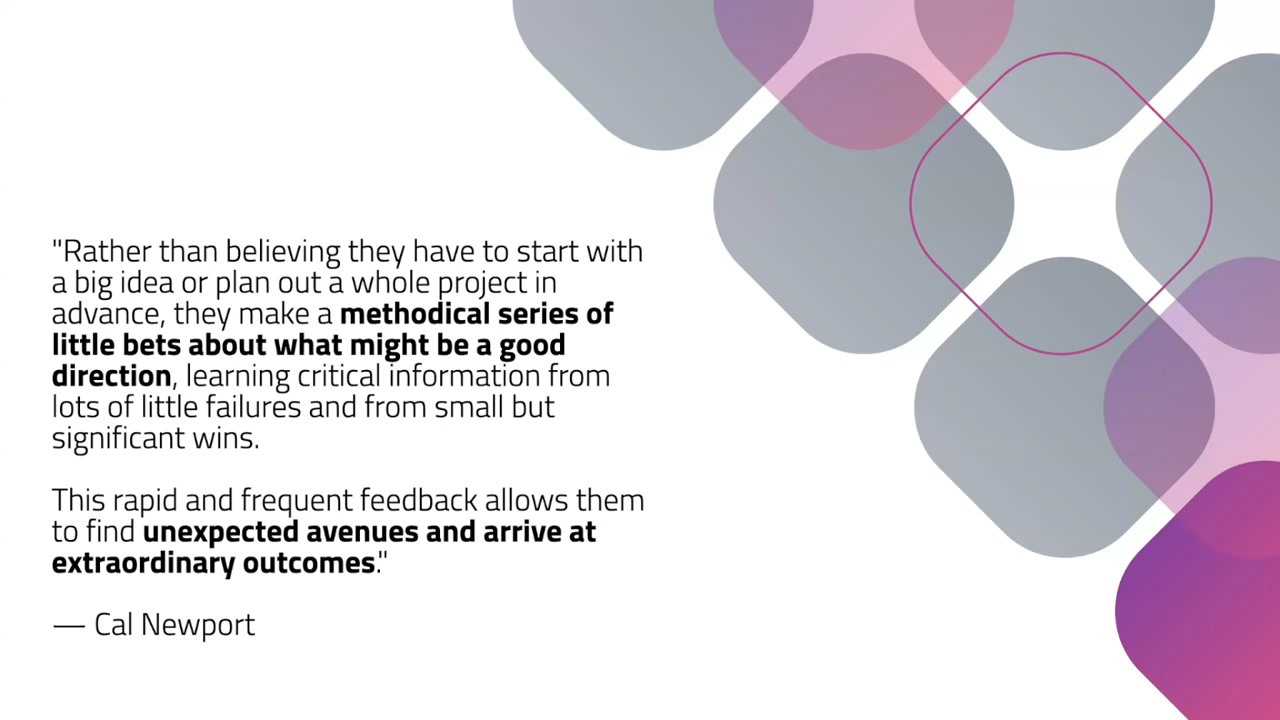 "Rather than believing they have to start with
a big idea or plan out a whole project in
advance, they make a methodical series of
little bets about what might be a good
direction, learning critical information from
lots of little failures and from small but
significant wins.
This rapid and frequent feedback allows them
to find unexpected avenues and arrive at
extraordinary outcomes."
— Cal Newport